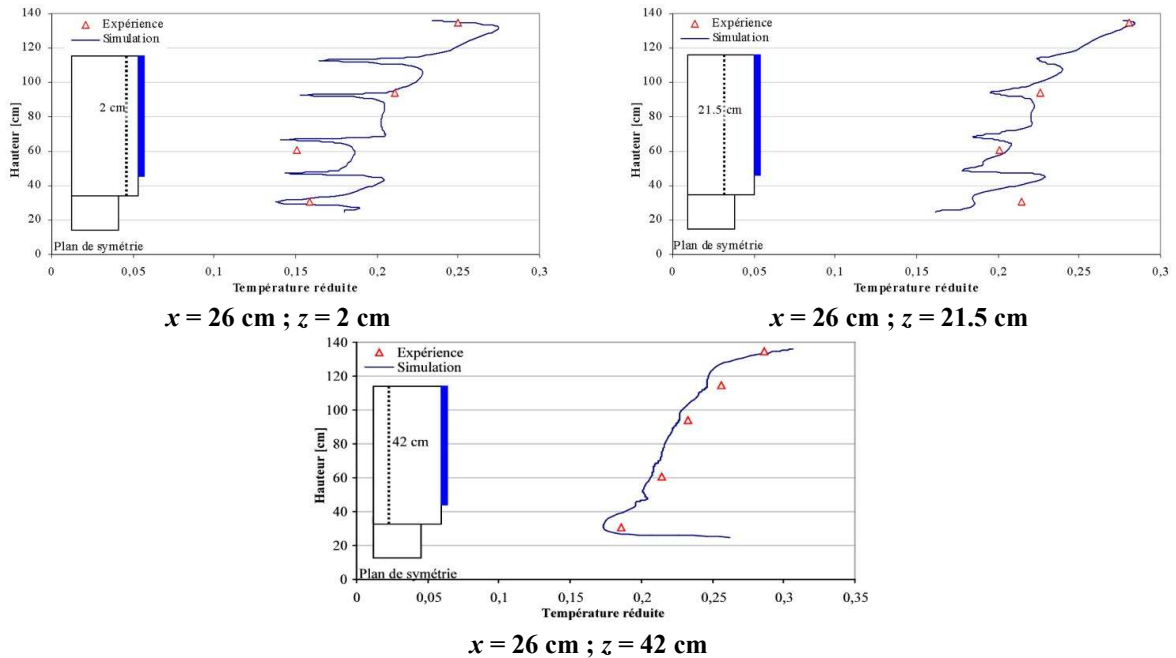 Hauteur [cm]
140
120
100
80
60
40
20
0
Expérience
Simulation
2 cm
Plan de symétrie
0
0,05
0,1
0,15
0,2
0,25
0,3
Température réduite
x = 26 cm ; z = 2 cm
Hauteur [cm]
140
120
100
80
60
40
20
0
Expérience
Simulation
21.5 cm
Plan de symétrie
0
0,05
0,1
0,15
0,2
0,25
0,3
Température réduite
x = 26 cm ; z = 21.5 cm
Hauteur [cm]
140
120
100
80
60
40
20
0
Expérience
Simulation
42 cm
Plan de symétrie
0
0,05
0,1
0,15
0,2
0,25
0,3
0,35
Température réduite
x = 26 cm ; z = 42 cm